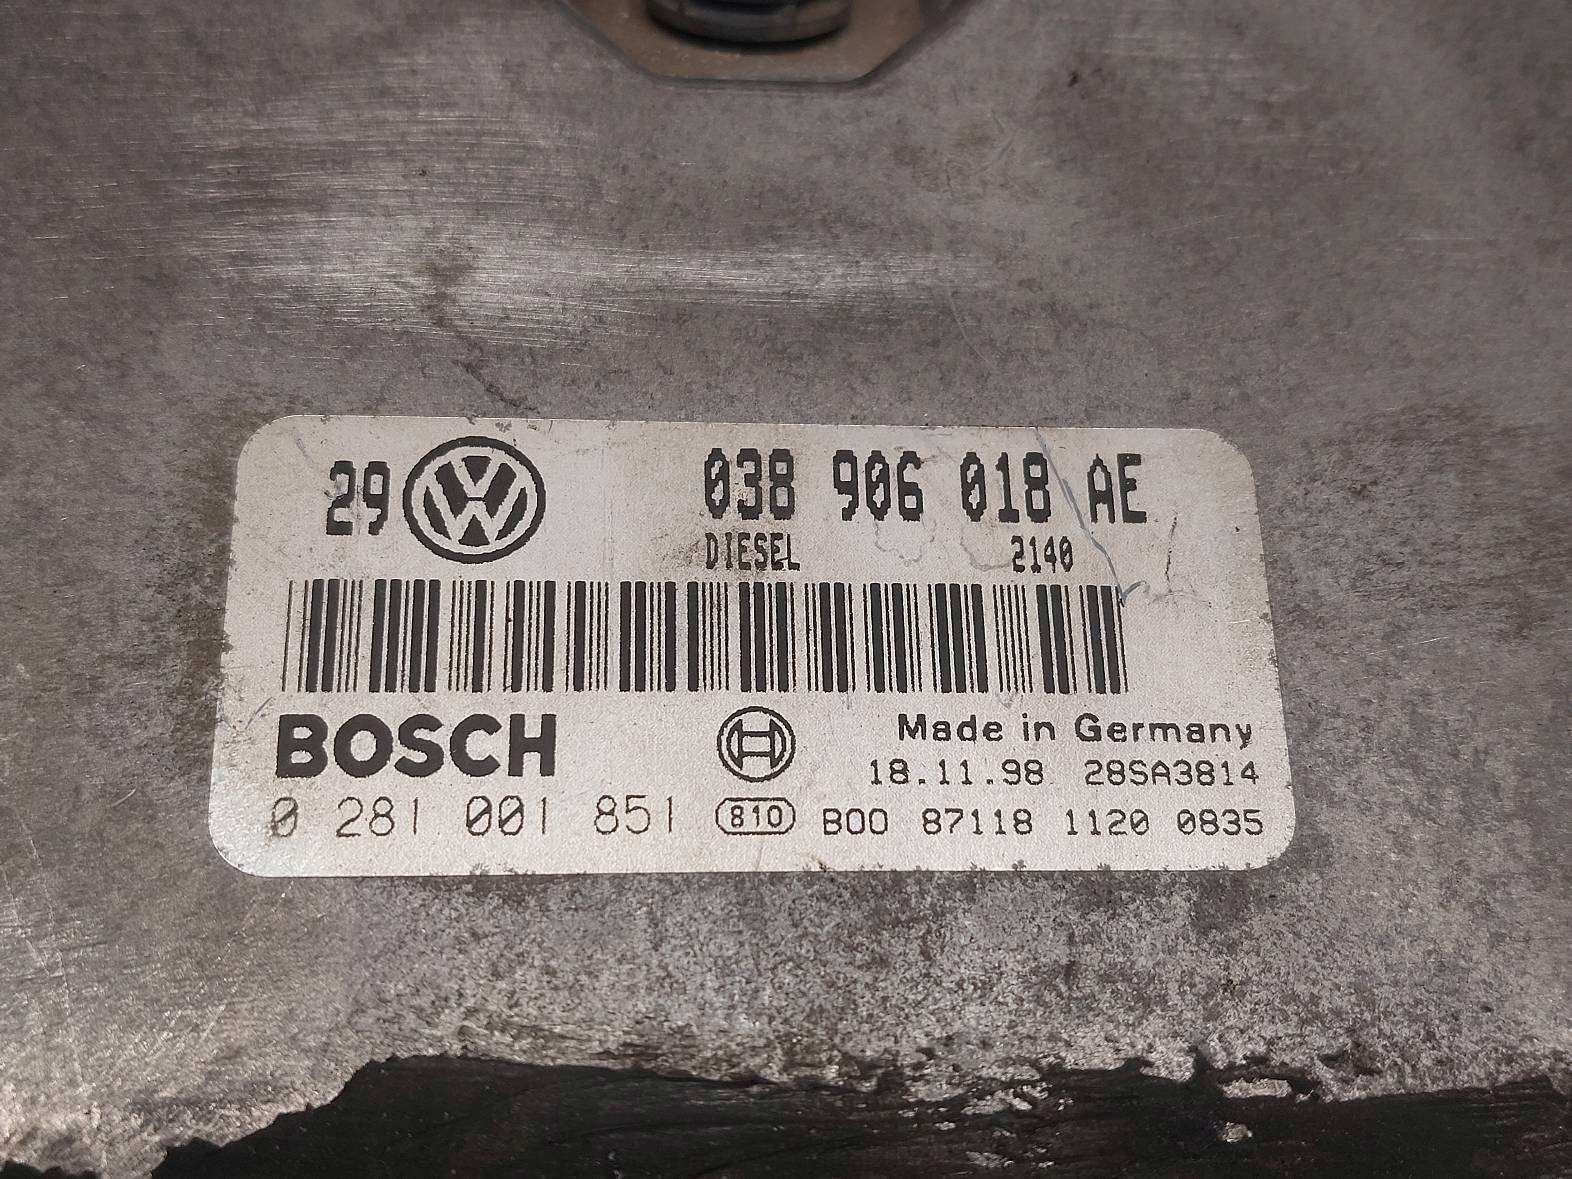 29 038 906 018 AE
DIESEL 2140
BOSCH Made in Germany
18.11.98 28SA3814
0 281 001 851 810 B00 87118 1120 0835